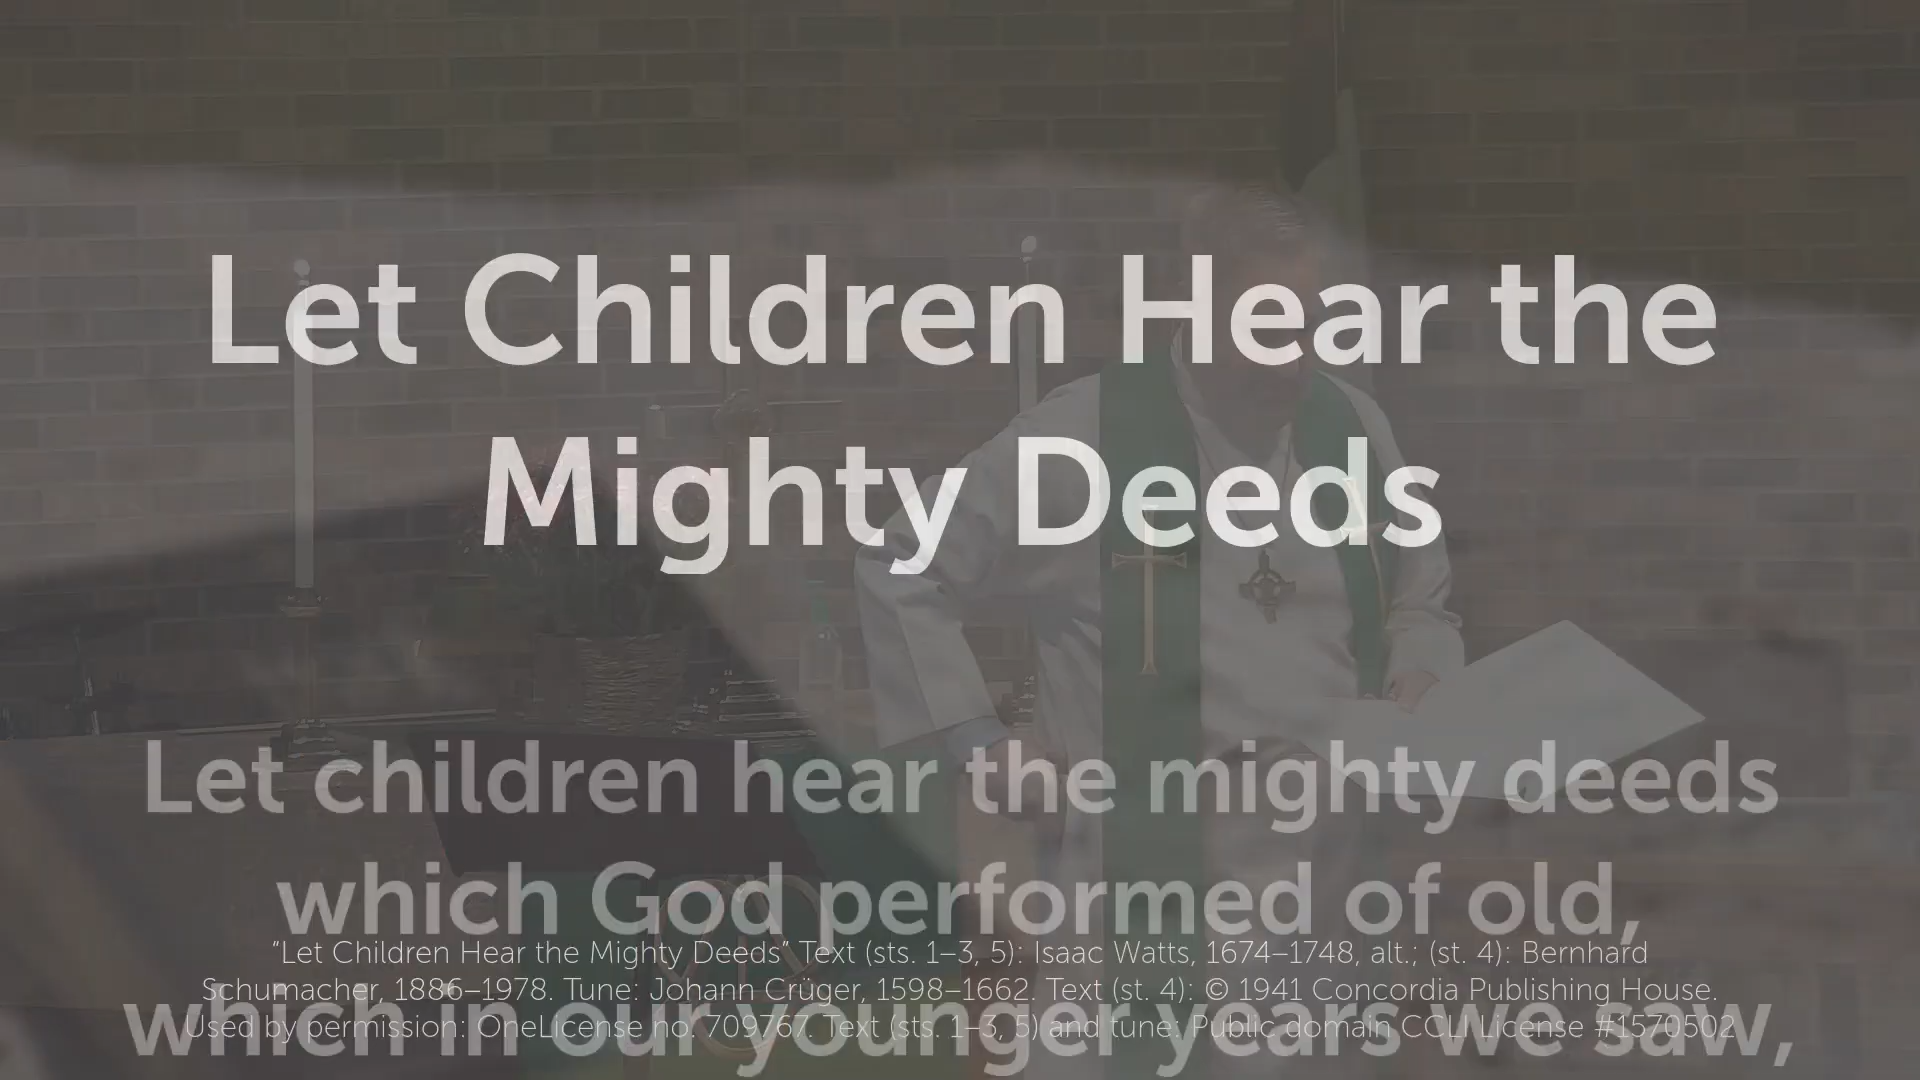 Let Children Hear the
Mighty Deeds
Let children hear the mighty deeds
which God performed of old,
“Let Children Hear the Mighty Deeds” Text (sts. 1–3, 5): Isaac Watts, 1674–1748, alt.; (st. 4): Bernhard
Schumacher, 1886–1978. Tune: Johann Crüger, 1598–1662. Text (st. 4): © 1941 Concordia Publishing House.
which in our younger years we saw,
Used by permission: OneLicense no. 709767. Text (sts. 1–3, 5) and tune: Public domain CCLI License #1570502